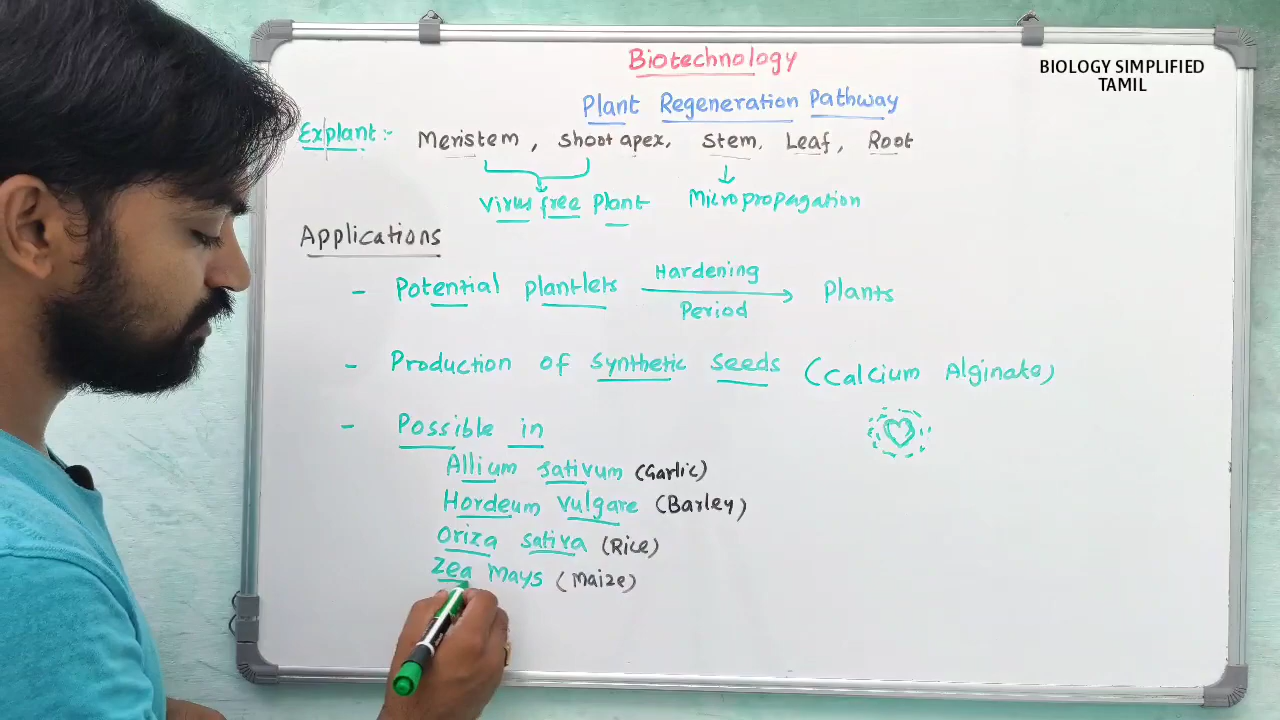 Biotechnology
BIOLOGY SIMPLIFIED
TAMIL
Plant Regeneration Pathway
Explant :- Meristem , Shoot apex, Stem, Leaf, Root
Virus free Plant Micropropagation
Applications
- Potential plantlets Hardening Period Plants
- Production of Synthetic Seeds (Calcium Alginate)
- Possible in
Allium sativum (Garlic)
Hordeum vulgare (Barley)
Oriza sativa (Rice)
Zea Mays (Maize)